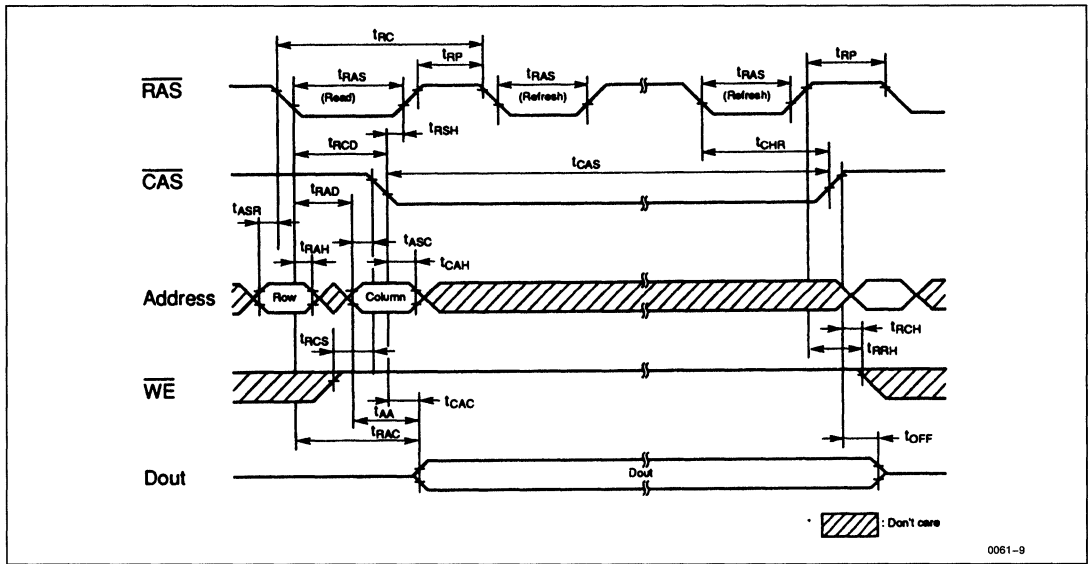 tRC
tRP
tRP
tRAS
tRAS
tRAS
RAS
(Read)
(Refresh)
(Refresh)
tRSH
tRCD
tCHR
tCAS
CAS
tRAD
tASR
tASC
tRAH
tCAH
Address
Row
Column
tRCH
tRCS
tRRH
WE
tCAC
tAA
tRAC
tOFF
Dout
Dout
: Don't care
0061–9